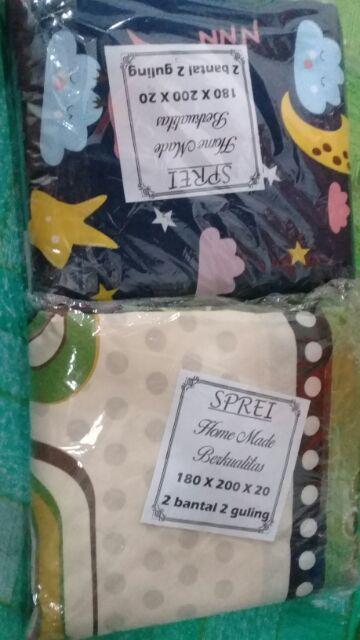 NNN
SPREI
Home Made
Berkualitas
180 X 200 X 20
2 bantal 2 guling
SPREI
Home Made
Berkualitas
180 X 200 X 20
2 bantal 2 guling